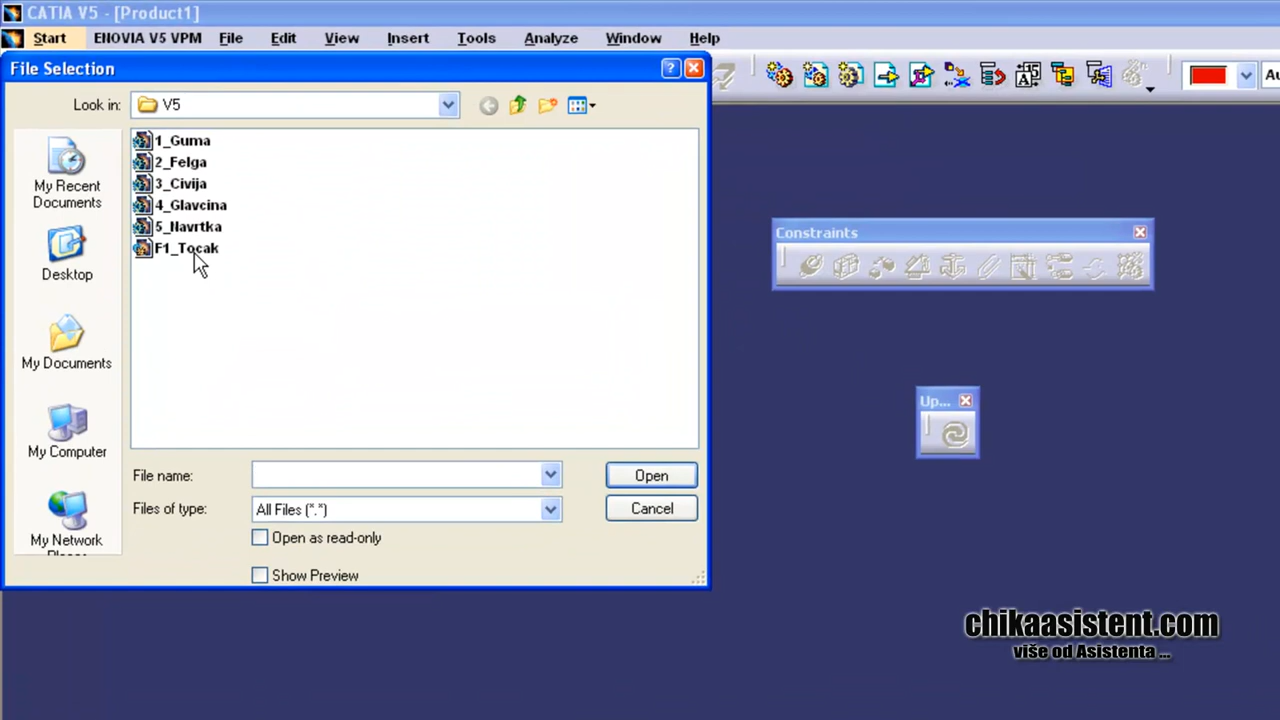 CATIA V5 - [Product1]
Start ENOVIA V5 VPM File Edit View Insert Tools Analyze Window Help
File Selection
Look in: V5
My Recent Documents
Desktop
My Documents
My Computer
My Network
1_Guma
2_Felga
3_Civija
4_Glavcina
5_Navrtka
F1_Tocak
File name:
Open
Files of type: All Files (*.*)
Cancel
Open as read-only
Show Preview
Au
Constraints
Up...
chikaasistent.com
više od Asistenta ...